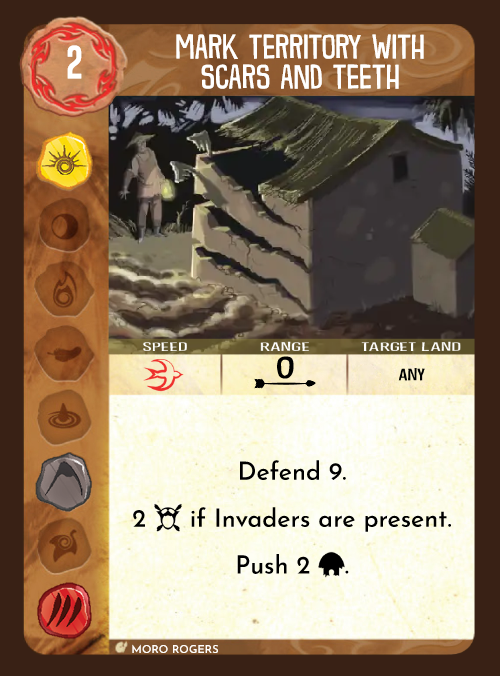 2
MARK TERRITORY WITH
SCARS AND TEETH
SPEED RANGE TARGET LAND
0 ANY
Defend 9.
2 if Invaders are present.
Push 2 .
MORO ROGERS